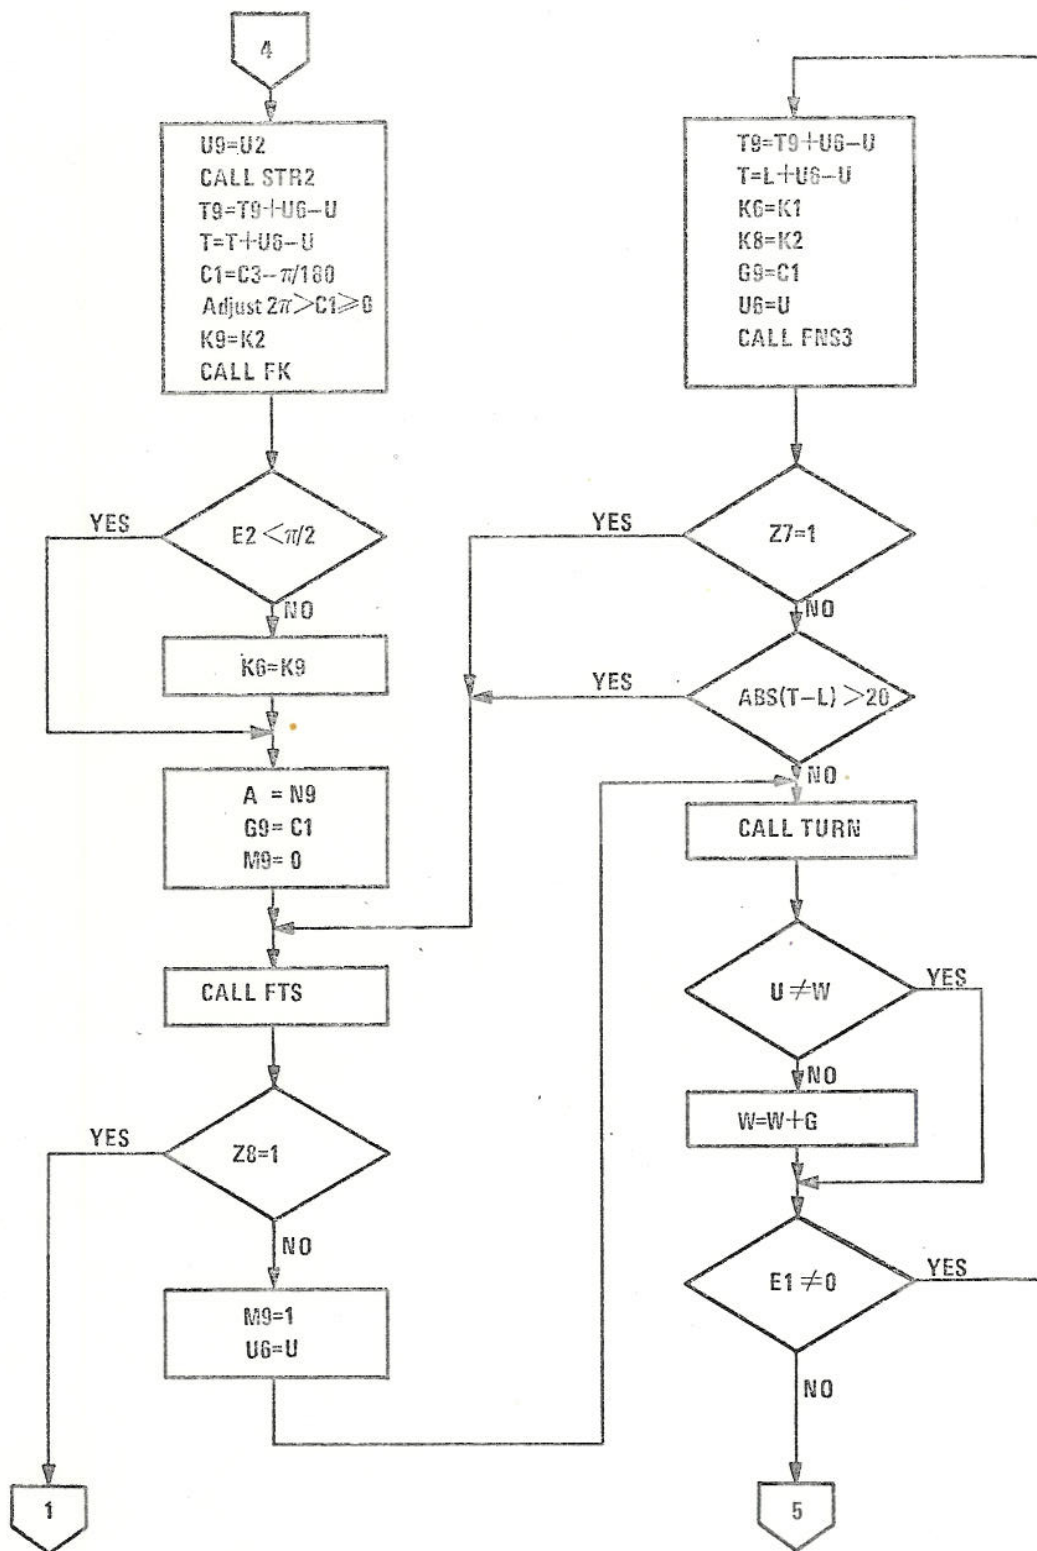 4
U9=U2
CALL STR2
T9=T9+U6-U
T=T+U6-U
C1=C3-π/180
Adjust 2π>C1≥0
K9=K2
CALL FK
YES
E2<π/2
NO
K6=K9
A = N9
G9= C1
M9= 0
CALL FTS
YES
Z8=1
NO
M9=1
U6=U
1
T9=T9+U6-U
T=L+U6-U
K6=K1
K8=K2
G9=C1
U6=U
CALL FNS3
YES
Z7=1
NO
YES
ABS(T-L)>20
NO
CALL TURN
U≠W
YES
NO
W=W+G
E1≠0
YES
NO
5